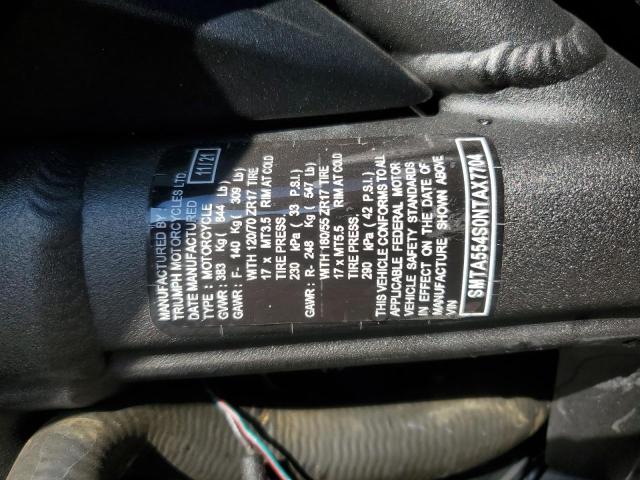 MANUFACTURED BY :
TRIUMPH MOTORCYCLES LTD.
DATE MANUFACTURED 11/21
TYPE : MOTORCYCLE
GVWR: 383 Kg ( 844 Lb)
GAWR: F- 140 Kg ( 309 Lb)
WITH 120/70 ZR17 TIRE
17 x MT3.5 RIM AT COLD
TIRE PRESS.
230 kPa ( 33 P.S.I.)
GAWR: R- 248 Kg ( 547 Lb)
WITH 180/55 ZR17 TIRE
17 x MT5.5 RIM AT COLD
TIRE PRESS.
290 kPa ( 42 P.S.I.)
THIS VEHICLE CONFORMS TO ALL
APPLICABLE FEDERAL MOTOR
VEHICLE SAFETY STANDARDS
IN EFFECT ON THE DATE OF
MANUFACTURE SHOWN ABOVE
VIN
SMTA554S0NTAX7704